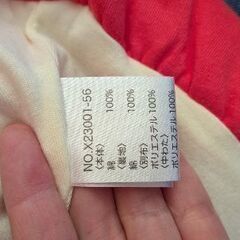 NO.X23001-56
〈本体〉
綿 100%
〈裏地〉
綿 100%
〈別布〉
ポリエステル 100%
〈中わた〉
ポリエステル 100%